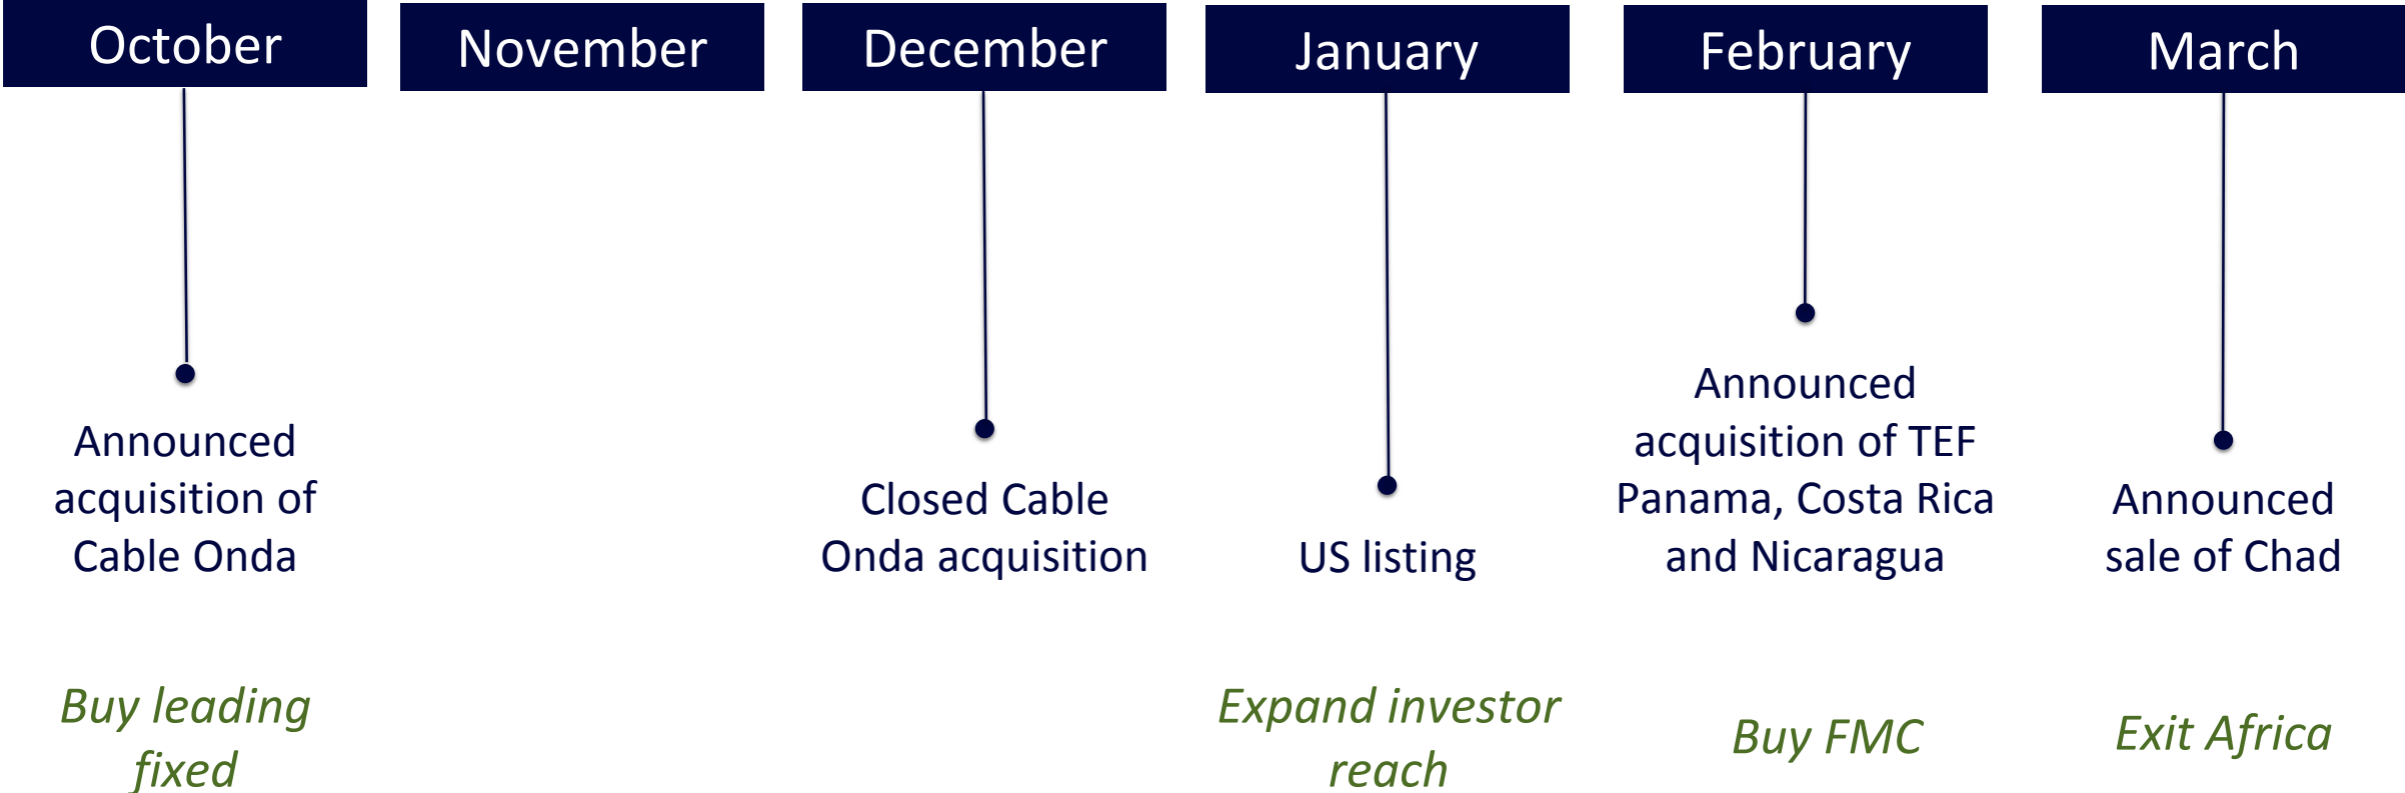 October
November
December
January
February
March
Announced
acquisition of
Cable Onda
Closed Cable
Onda acquisition
US listing
Announced
acquisition of TEF
Panama, Costa Rica
and Nicaragua
Announced
sale of Chad
Buy leading
fixed
Expand investor
reach
Buy FMC
Exit Africa